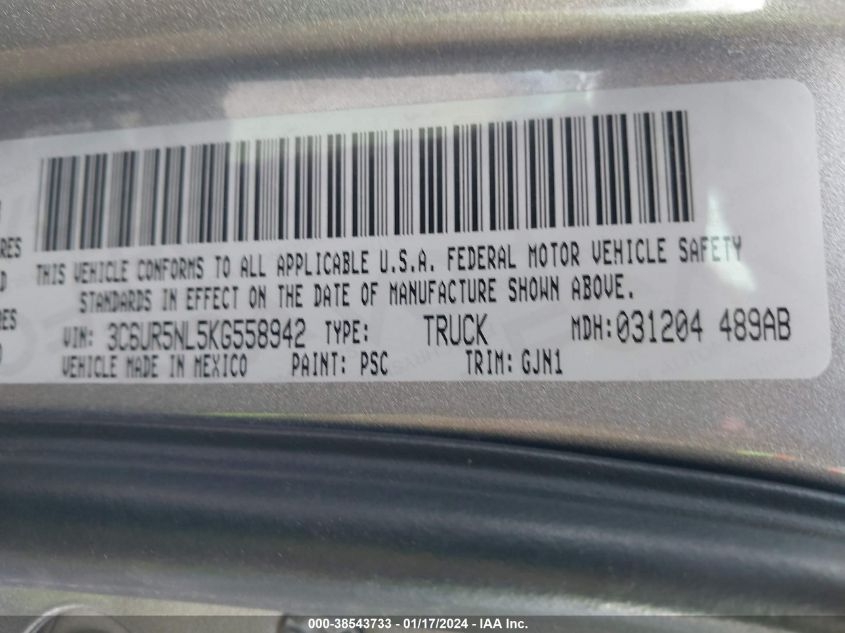 RES
D
ES
THIS VEHICLE CONFORMS TO ALL APPLICABLE U.S.A. FEDERAL MOTOR VEHICLE SAFETY
STANDARDS IN EFFECT ON THE DATE OF MANUFACTURE SHOWN ABOVE.
VIN: 3C6UR5NL5KG558942 TYPE: TRUCK MDH: 031204 489AB
VEHICLE MADE IN MEXICO PAINT: PSC TRIM: GJN1
000-38543733 - 01/17/2024 - IAA Inc.